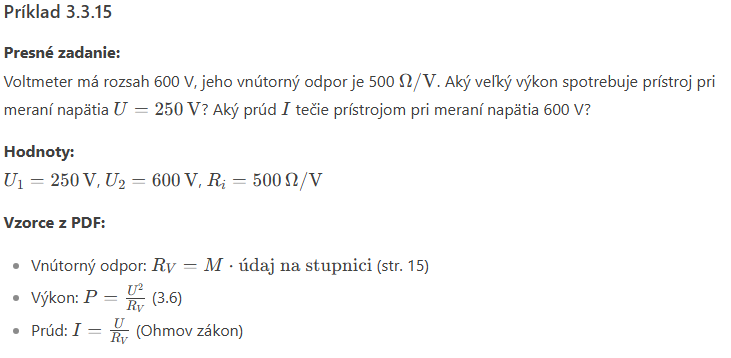 Príklad 3.3.15
Presné zadanie:
Voltmeter má rozsah 600 V, jeho vnútorný odpor je 500 Ω/V. Aký veľký výkon spotrebuje prístroj pri
meraní napätia U = 250 V? Aký prúd I tečie prístrojom pri meraní napätia 600 V?
Hodnoty:
U₁ = 250 V, U₂ = 600 V, Rᵢ = 500 Ω/V
Vzorce z PDF:
• Vnútorný odpor: R_V = M · údaj na stupnici (str. 15)
• Výkon: P = U²/R_V (3.6)
• Prúd: I = U/R_V (Ohmov zákon)